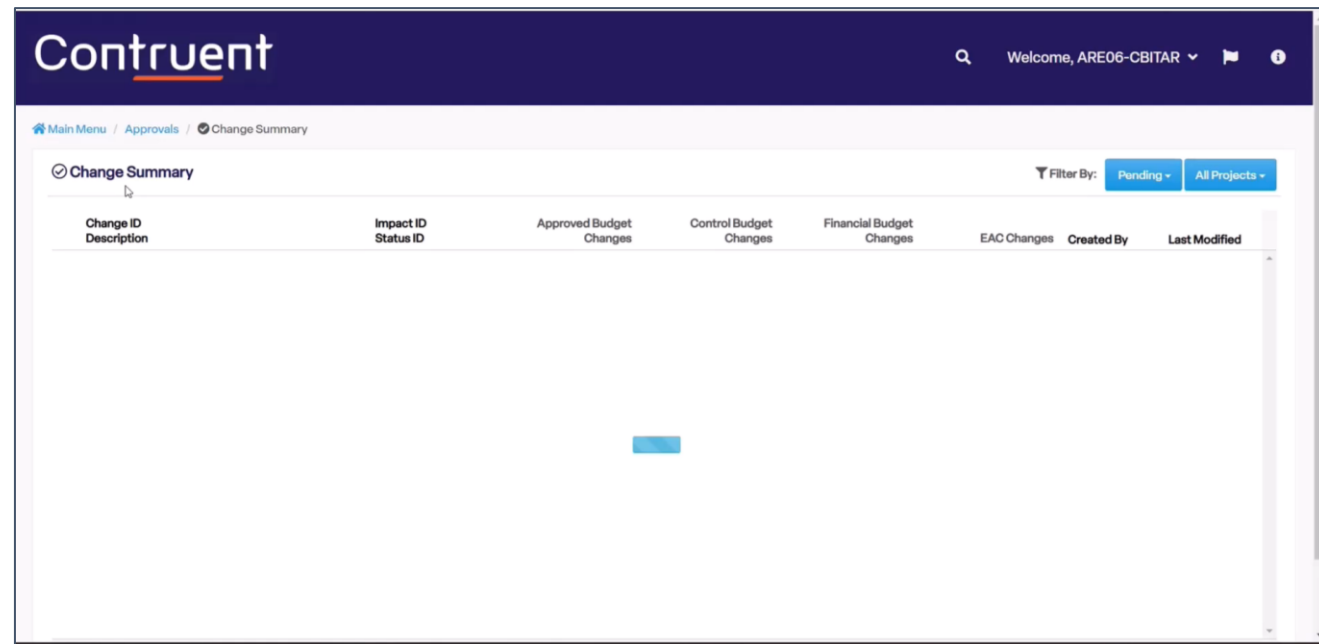 Contruent
Welcome, ARE06-CBITAR
Main Menu / Approvals / Change Summary
Change Summary
Filter By:
Pending
All Projects
Change ID
Description
Impact ID
Status ID
Approved Budget
Changes
Control Budget
Changes
Financial Budget
Changes
EAC Changes
Created By
Last Modified